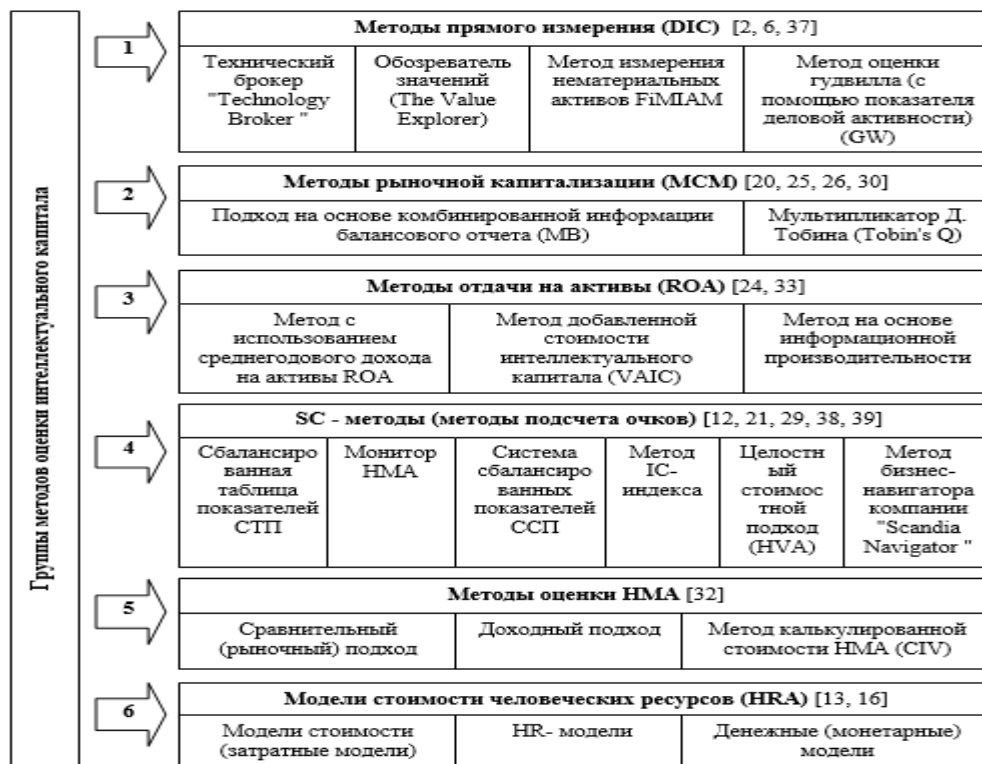 Группы методов оценки интеллектуального капитала
1
Методы прямого измерения (DIC) [2, 6, 37]
Технический
брокер
"Technology
Broker "
Обозреватель
значений
(The Value
Explorer)
Метод измерения
нематериальных
активов FiMIAM
Метод оценки
гудвилла (с
помощью показателя
деловой активности)
(GW)
2
Методы рыночной капитализации (МСМ) [20, 25, 26, 30]
Подход на основе комбинированной информации
балансового отчета (МВ)
Мультипликатор Д.
Тобина (Tobin's Q)
3
Методы отдачи на активы (ROA) [24, 33]
Метод с
использованием
среднегодового дохода
на активы ROA
Метод добавленной
стоимости
интеллектуального
капитала (VAIC)
Метод на основе
информационной
производительности
4
SC - методы (методы подсчета очков) [12, 21, 29, 38, 39]
Сбалансиро
ванная
таблица
показателей
СТП
Монитор
НМА
Система
сбалансиро
ванных
показателей
ССП
Метод
IC-
индекса
Целостн
ый
стоимос
тной
подход
(HVA)
Метод
бизнес-
навигатора
компании
"Scandia
Navigator "
5
Методы оценки НМА [32]
Сравнительный
(рыночный) подход
Доходный подход
Метод калькулированной
стоимости НМА (CIV)
6
Модели стоимости человеческих ресурсов (HRA) [13, 16]
Модели стоимости
(затратные модели)
HR- модели
Денежные (монетарные)
модели